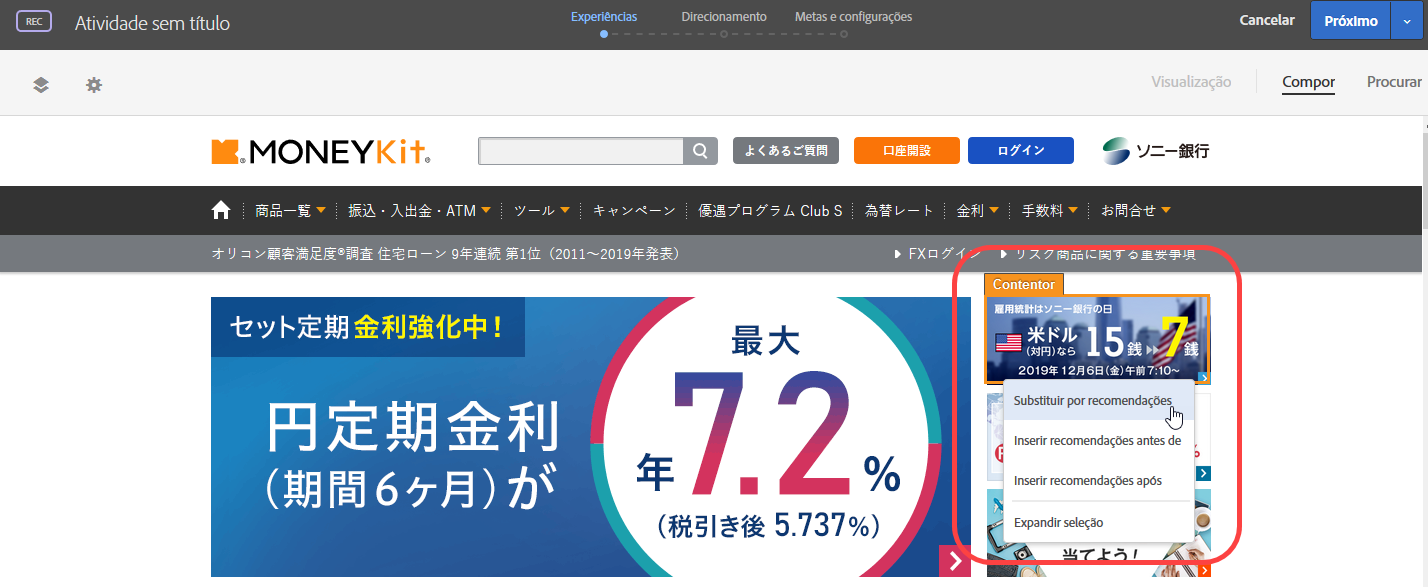 REC
Atividade sem título
Experiências
Direcionamento
Metas e configurações
Cancelar
Próximo
Visualização
Compor
Procurar
MONEYKit
よくあるご質問
口座開設
ログイン
ソニー銀行
商品一覧
振込・入出金・ATM
ツール
キャンペーン
優遇プログラム Club S
為替レート
金利
手数料
お問合せ
オリコン顧客満足度®調査 住宅ローン 9年連続 第1位（2011～2019年発表）
FXログイン
リスク商品に関する重要事項
セット定期 金利強化中！
円定期金利
（期間6ヶ月）が
最大
年7.2%
（税引き後 5.737%）
Contentor
雇用統計はソニー銀行の日
米ドル
（対円）なら
15銭
7銭
2019年 12月6日（金）午前 7:10～
Substituir por recomendações
Inserir recomendações antes de
Inserir recomendações após
Expandir seleção
当てよう！